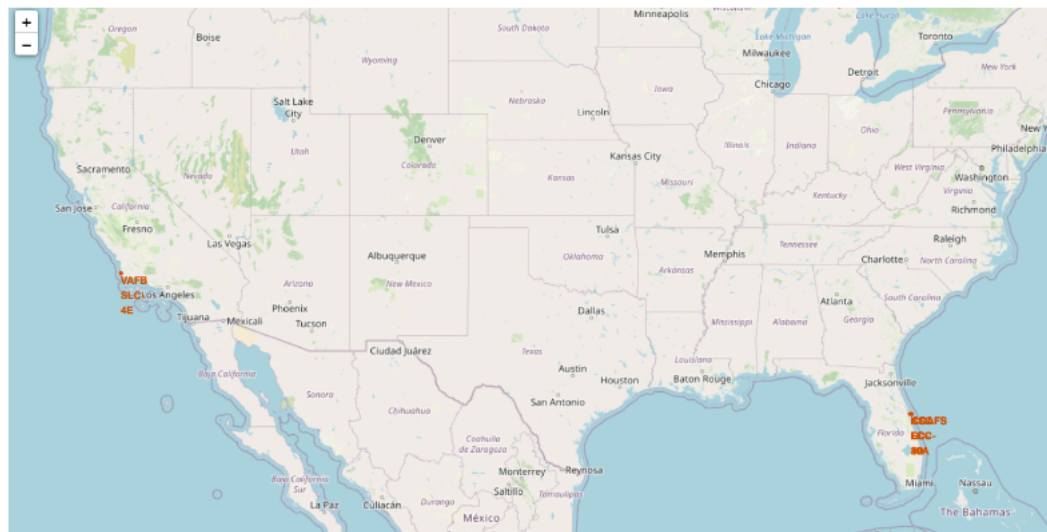 +
−
Oregon
Boise
South Dakota
Minneapolis
Wisconsin
Lake Huron
Wyoming
Milwaukee
Lake Michigan
Toronto
Detroit
New York
Chicago
Nebraska
Iowa
Salt Lake
City
Lincoln
Pennsylvania
New Y
Philadelphia
Utah
Denver
Colorado
Ohio
Illinois
Indiana
Sacramento
Nevada
Kansas City
Kansas
Missouri
West Virginia
Washington
Virginia
San Jose
California
Fresno
Kentucky
Richmond
Las Vegas
Tulsa
Raleigh
Albuquerque
Oklahoma
Memphis
Tennessee
Charlotte
North Carolina
VAFB
SLC-
4E
Los Angeles
Arizona
New Mexico
Arkansas
South Carolina
Phoenix
Tucson
Atlanta
Georgia
Tijuana
Mexicali
Dallas
Mississippi
Alabama
Ciudad Juárez
Texas
Louisiana
Baja California
Sonora
Chihuahua
Austin
Houston
Baton Rouge
Jacksonville
San Antonio
Florida
Coahuila
de Zaragoza
Baja California
Sur
Monterrey
Reynosa
Saltillo
Tamaulipas
Miami
Nassau
La Paz
Culiacán
Durango
México
The Bahamas